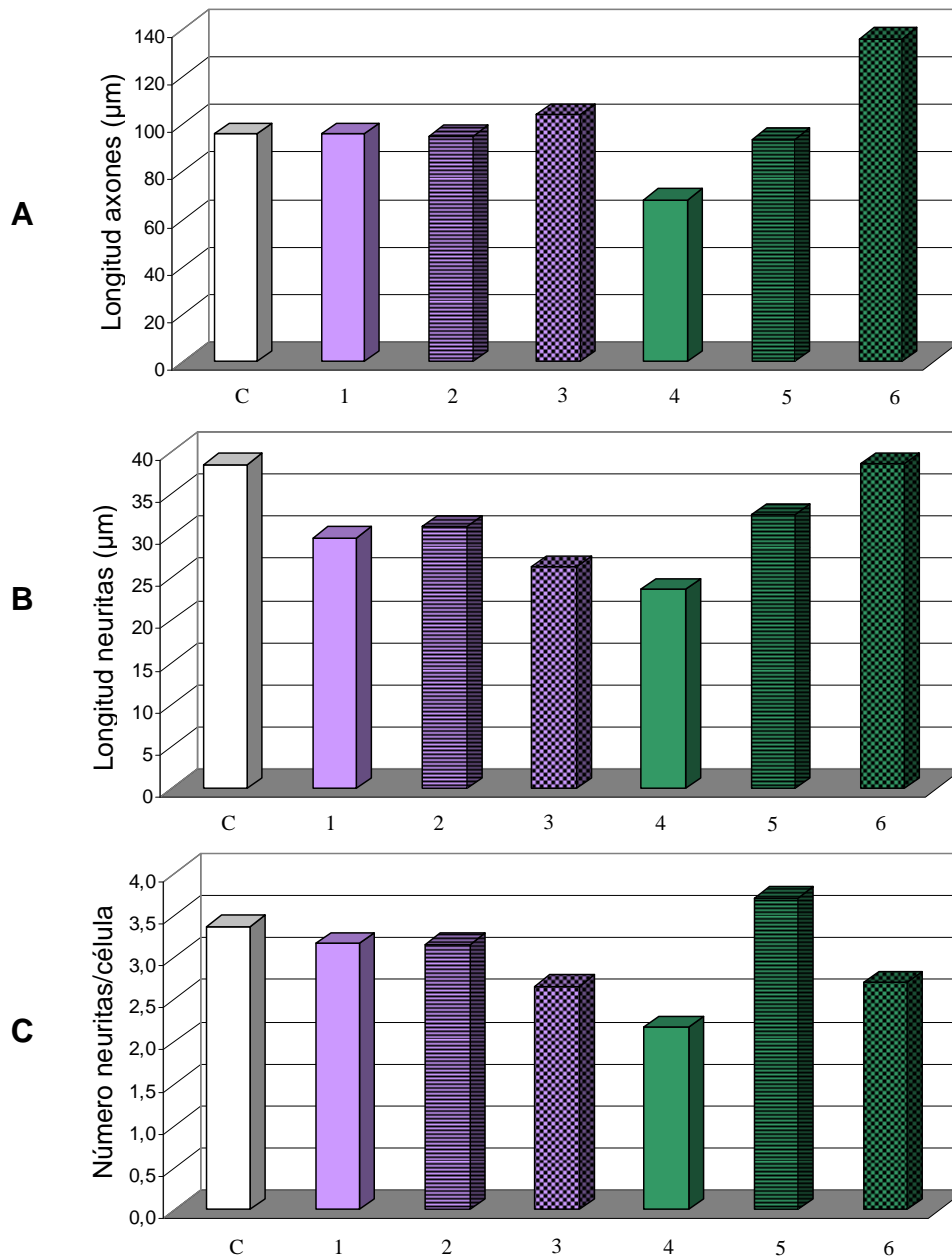 A
Longitud axones (µm)
140
120
100
80
60
40
20
0
C 1 2 3 4 5 6
B
Longitud neuritas (µm)
40
35
30
25
20
15
10
5
0
C 1 2 3 4 5 6
C
Número neuritas/célula
4,0
3,5
3,0
2,5
2,0
1,5
1,0
0,5
0,0
C 1 2 3 4 5 6